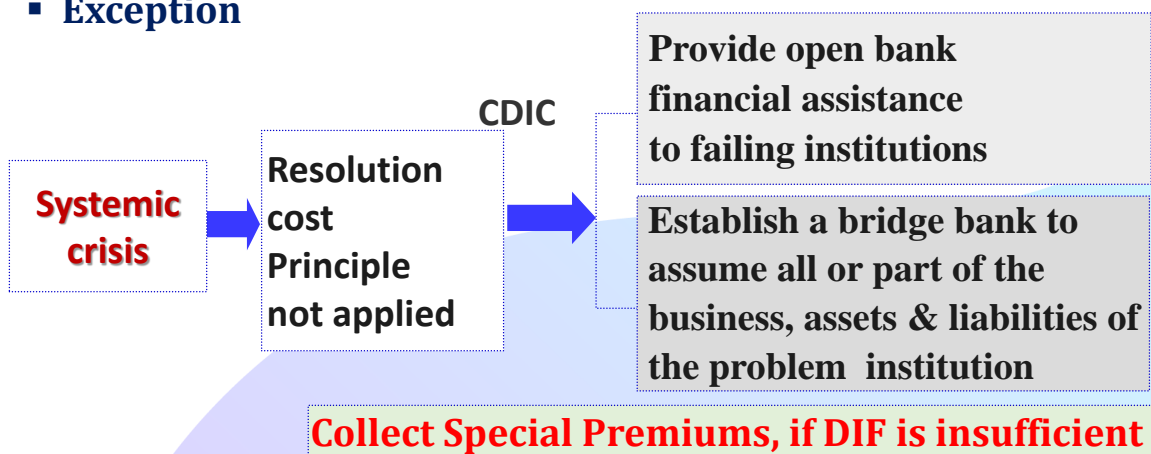 ▪ Exception
Systemic
crisis
Resolution
cost
Principle
not applied
CDIC
Provide open bank
financial assistance
to failing institutions
Establish a bridge bank to
assume all or part of the
business, assets & liabilities of
the problem institution
Collect Special Premiums, if DIF is insufficient